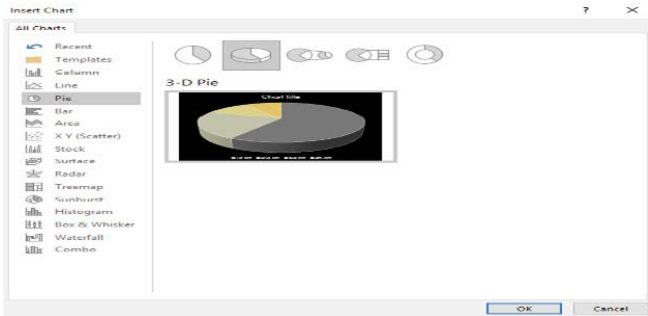 Insert Chart ? ×
All Charts
Recent
Templates
Column
Line
Pie
Bar
Area
X Y (Scatter)
Stock
Surface
Radar
Treemap
Sunburst
Histogram
Box & Whisker
Waterfall
Combo
3-D Pie
Chart Title
OK
Cancel